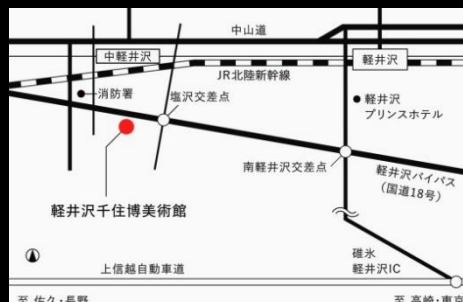 中山道
中軽井沢
軽井沢
JR北陸新幹線
消防署
塩沢交差点
軽井沢
プリンスホテル
南軽井沢交差点
軽井沢バイパス
(国道18号)
軽井沢千住博美術館
碓氷
軽井沢IC
上信越自動車道
至 佐久・長野
至 高崎・東京